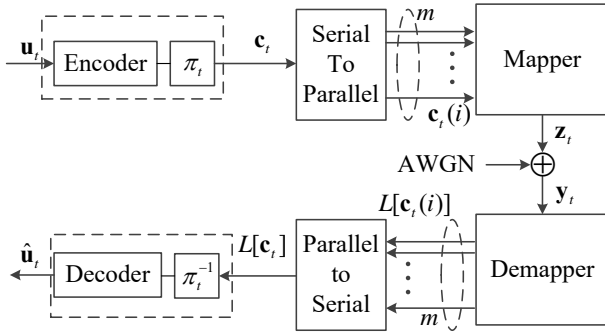 u_t
Encoder
π_t
c_t
Serial
To
Parallel
m
c_t(i)
Mapper
z_t
AWGN
y_t
L[c_t(i)]
Demapper
m
Parallel
to
Serial
L[c_t]
π_t^{-1}
Decoder
û_t